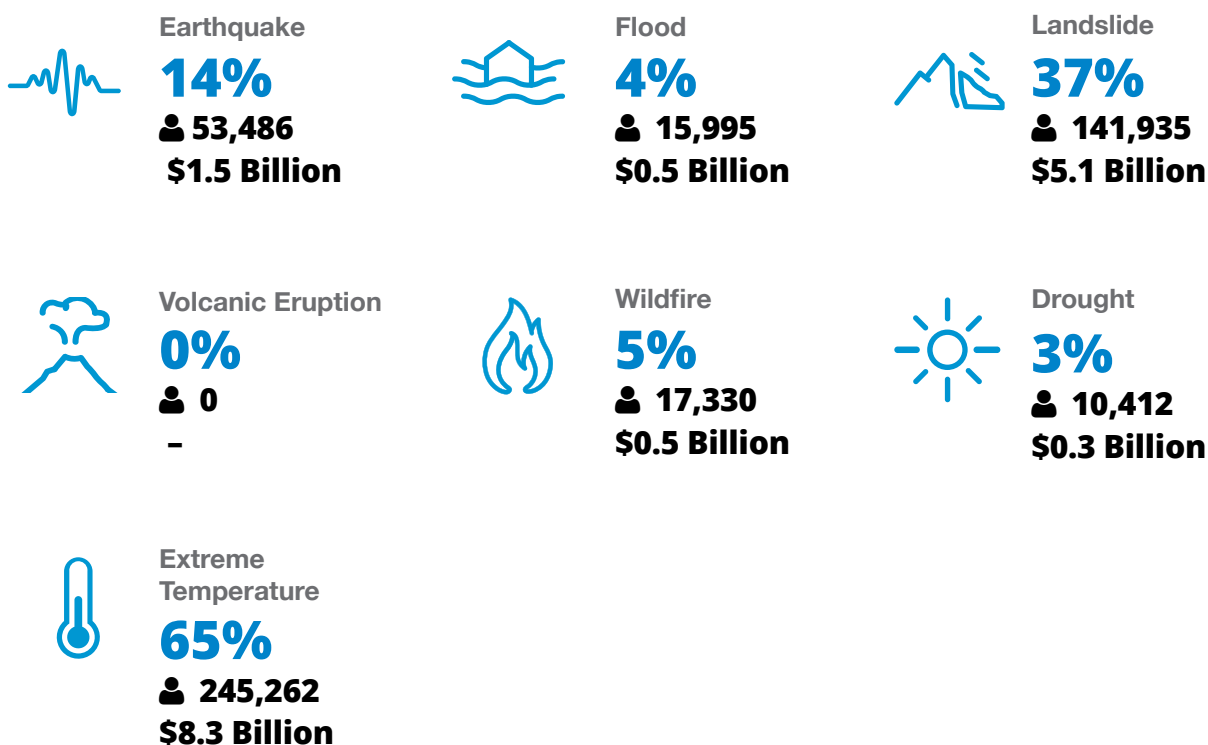 Earthquake
14%
53,486
$1.5 Billion
Flood
4%
15,995
$0.5 Billion
Landslide
37%
141,935
$5.1 Billion
Volcanic Eruption
0%
0
–
Wildfire
5%
17,330
$0.5 Billion
Drought
3%
10,412
$0.3 Billion
Extreme
Temperature
65%
245,262
$8.3 Billion